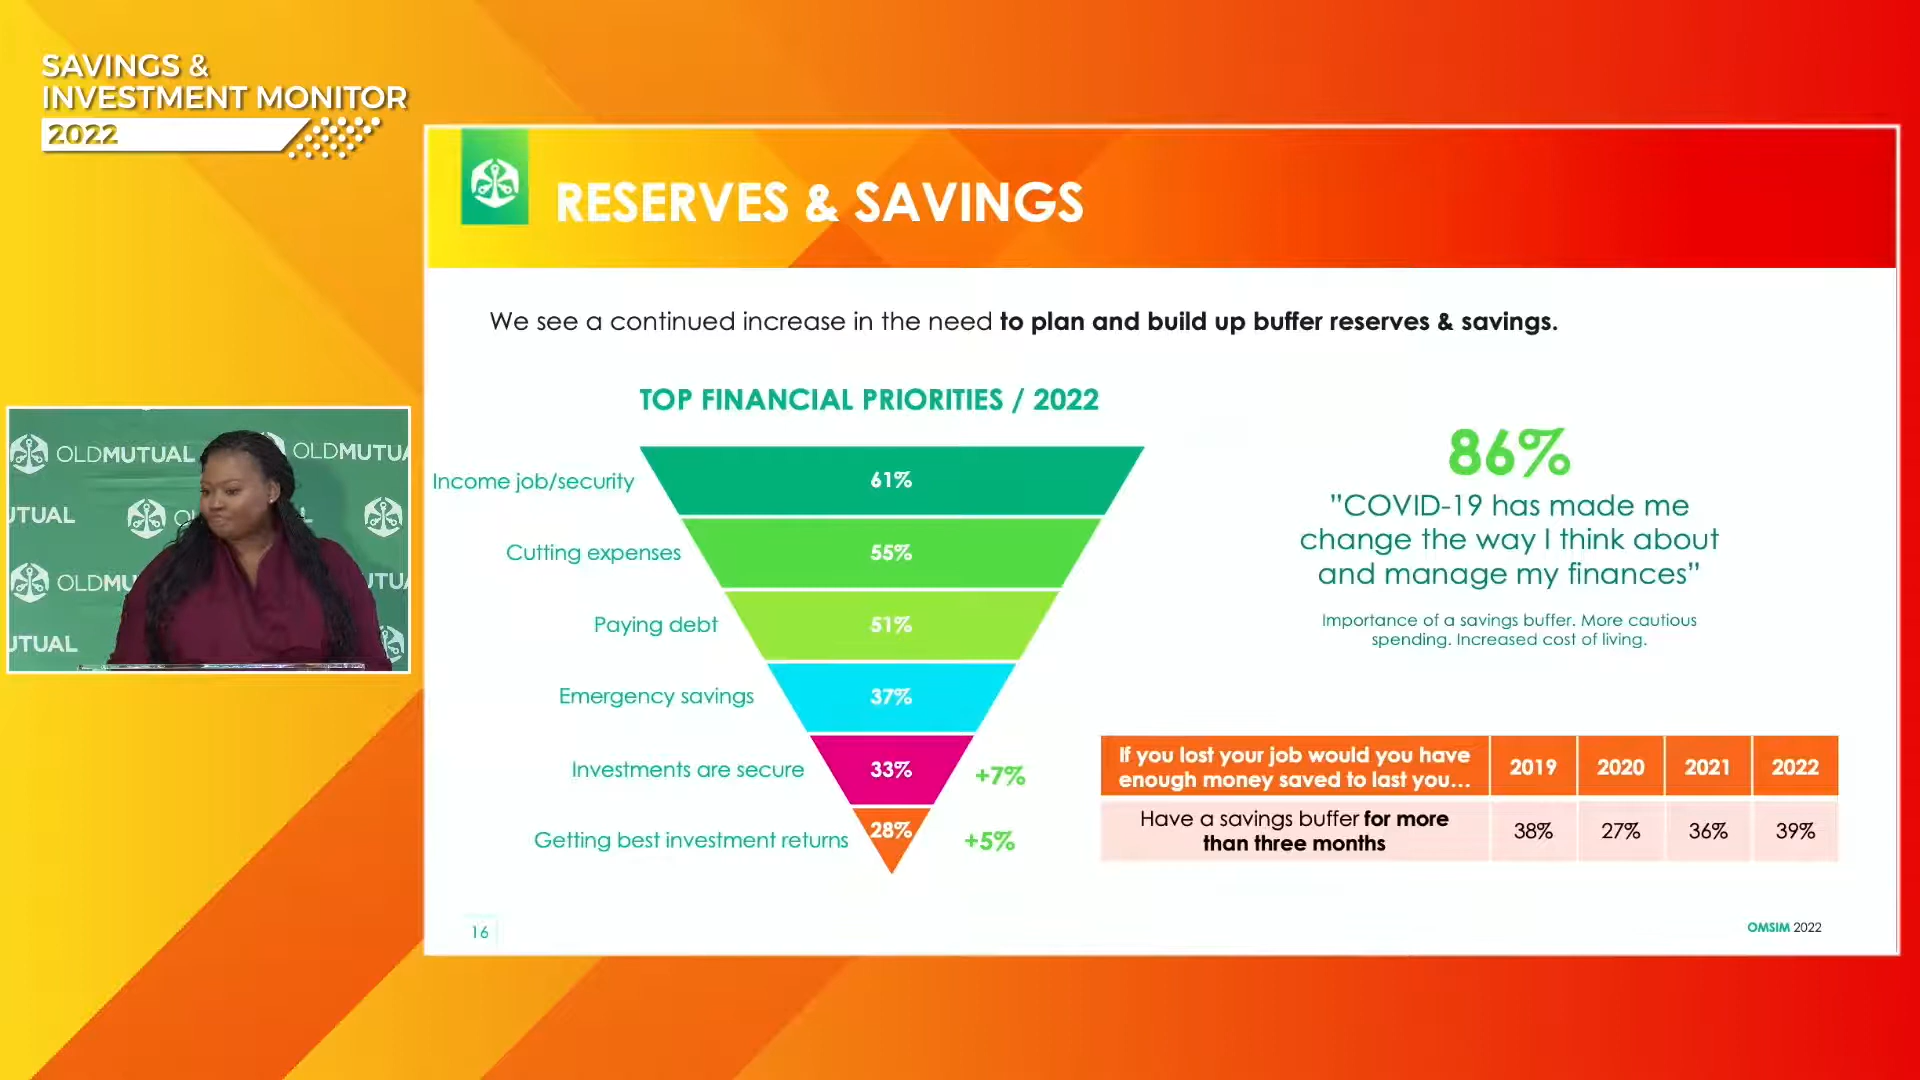 SAVINGS &
INVESTMENT MONITOR
2022
RESERVES & SAVINGS
We see a continued increase in the need to plan and build up buffer reserves & savings.
TOP FINANCIAL PRIORITIES / 2022
Income job/security 61%
Cutting expenses 55%
Paying debt 51%
Emergency savings 37%
Investments are secure 33% +7%
Getting best investment returns 28% +5%
86%
”COVID-19 has made me
change the way I think about
and manage my finances”
Importance of a savings buffer. More cautious
spending. Increased cost of living.
If you lost your job would you have
enough money saved to last you... 2019 2020 2021 2022
Have a savings buffer for more
than three months 38% 27% 36% 39%
16
OMSIM 2022
OLDMUTUAL OLDMUTUA
UTUAL O L
OLDMU UTUA
UTUAL